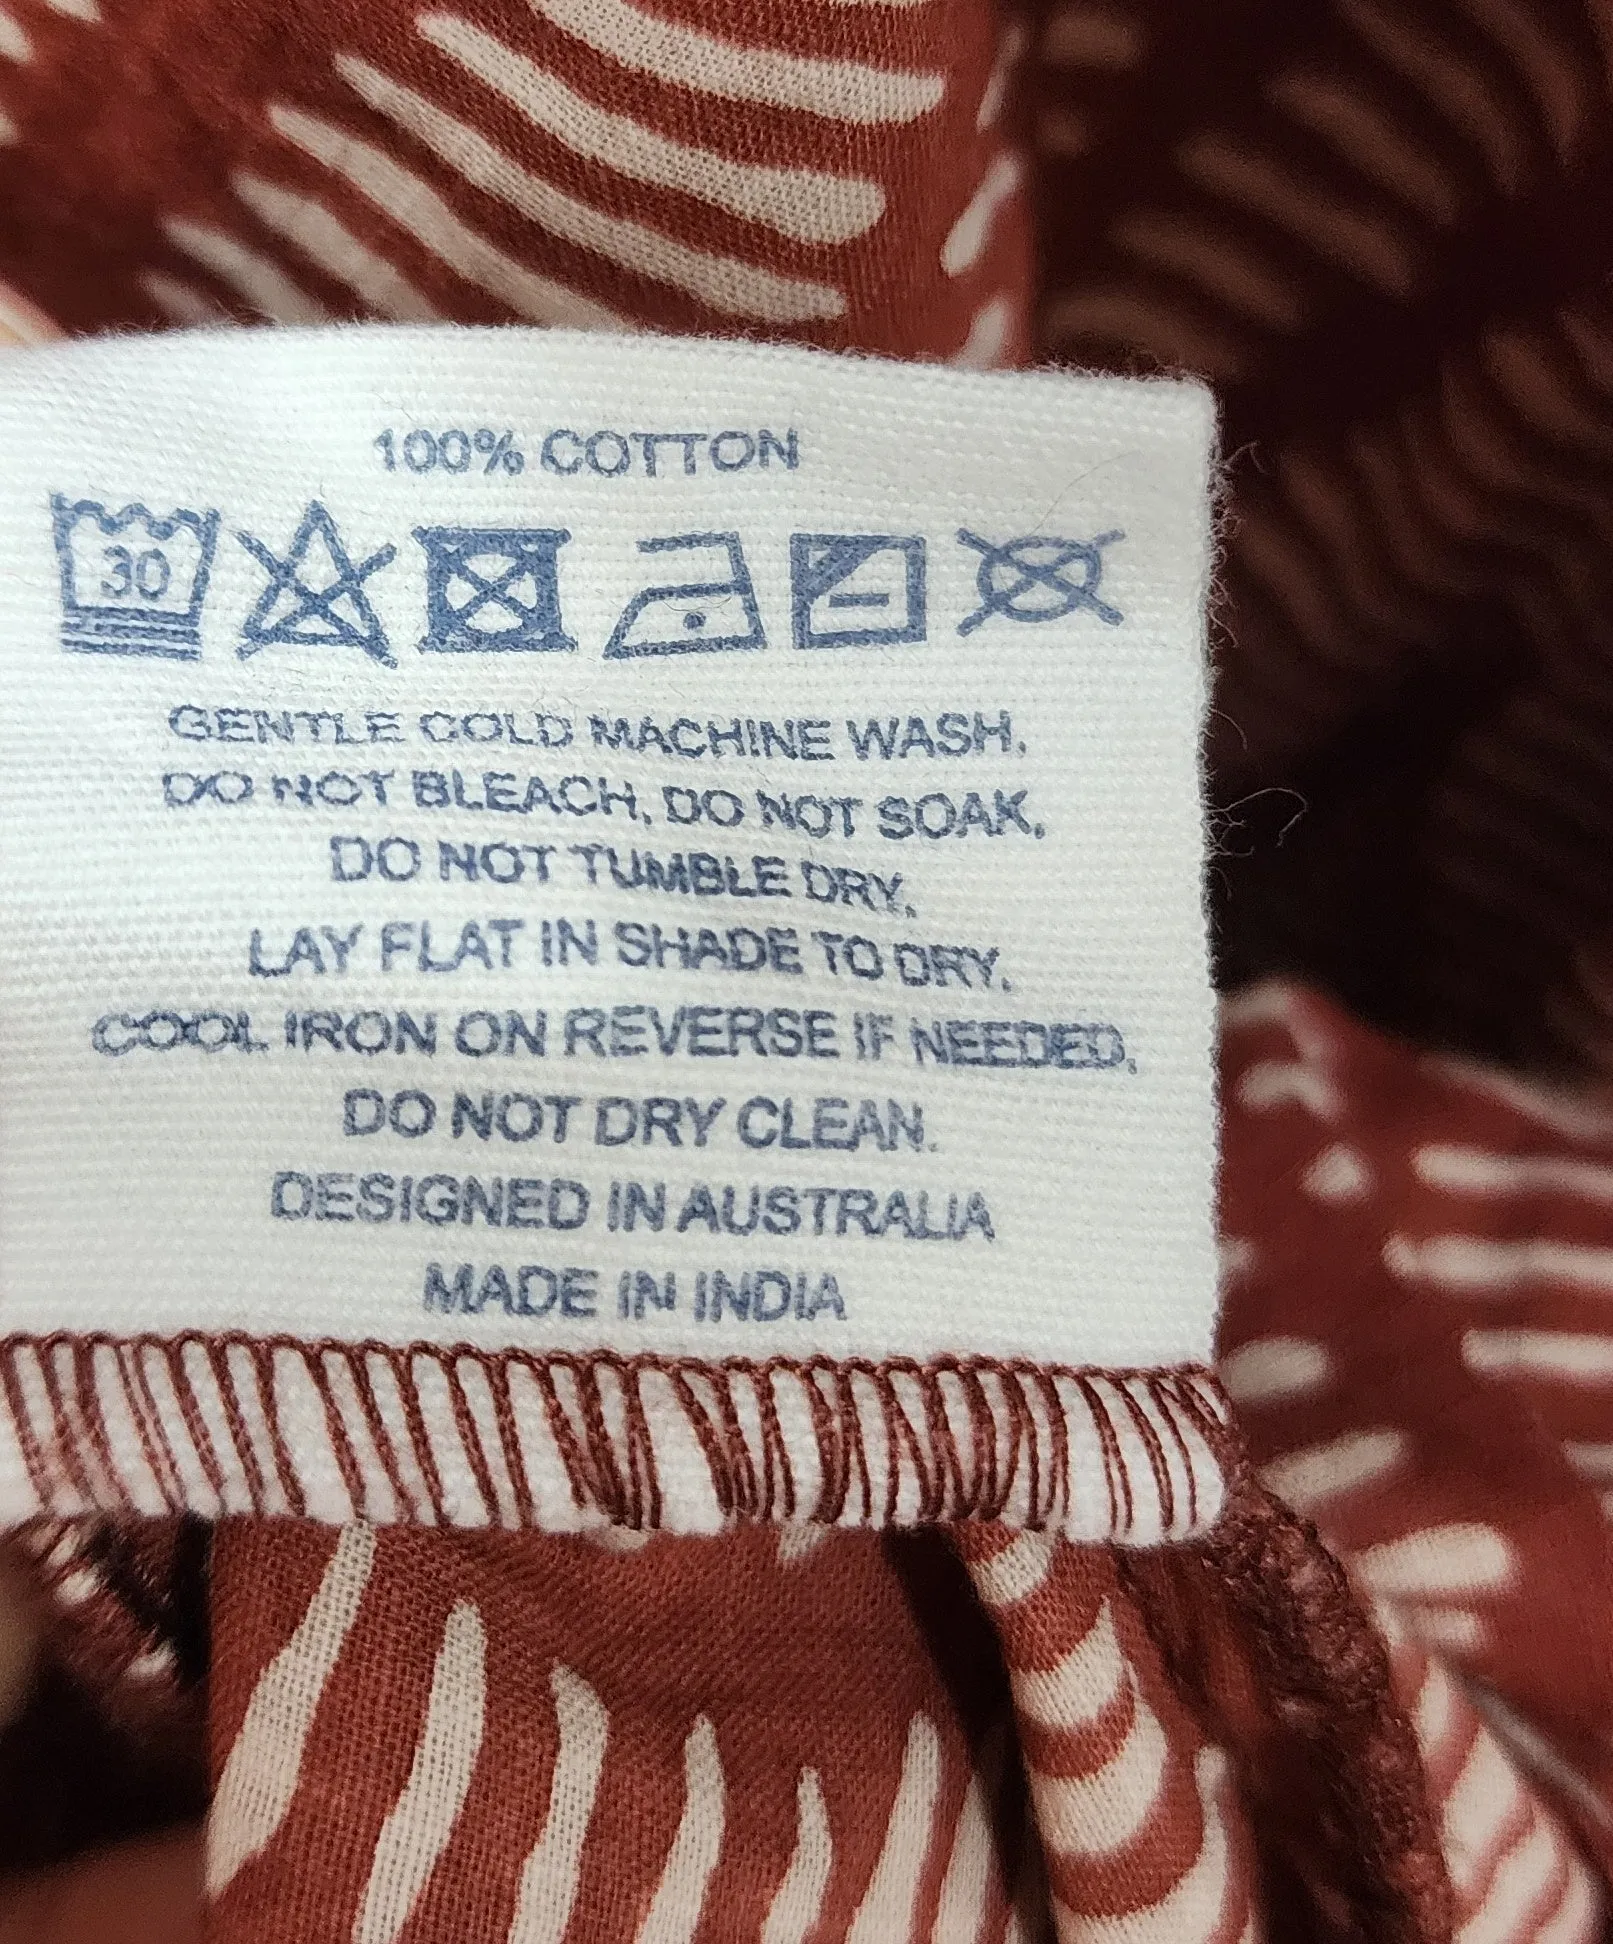 100% COTTON
30
GENTLE COLD MACHINE WASH.
DO NOT BLEACH, DO NOT SOAK.
DO NOT TUMBLE DRY.
LAY FLAT IN SHADE TO DRY.
COOL IRON ON REVERSE IF NEEDED.
DO NOT DRY CLEAN.
DESIGNED IN AUSTRALIA
MADE IN INDIA